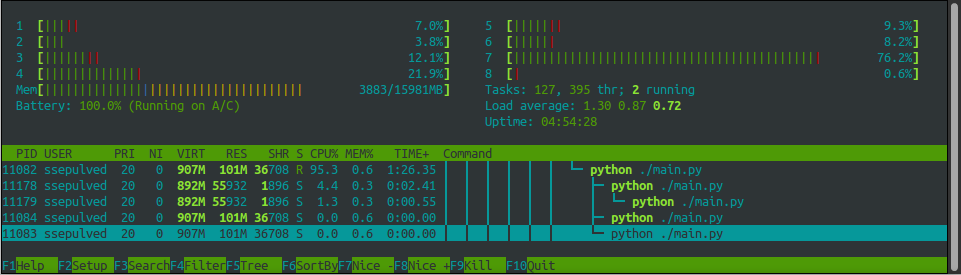 1 [||||| 7.0%] 5 [||||||| 9.3%]
2 [||| 3.8%] 6 [|||||| 8.2%]
3 [|||||||| 12.1%] 7 [||||||||||||||||||||||||||||||||||||||||||||| 76.2%]
4 [|||||||||||||| 21.9%] 8 [| 0.6%]
Mem[||||||||||||||||||||||||||||||||||||| 3883/15981MB] Tasks: 127, 395 thr; 2 running
Battery: 100.0% (Running on A/C) Load average: 1.30 0.87 0.72
Uptime: 04:54:28
PID USER PRI NI VIRT RES SHR S CPU% MEM% TIME+ Command
11082 ssepulved 20 0 907M 101M 36708 R 95.3 0.6 1:26.35 │ │ │ │ │ └─ python ./main.py
11178 ssepulved 20 0 892M 55932 1896 S 4.4 0.3 0:02.41 │ │ │ │ │ ├─ python ./main.py
11179 ssepulved 20 0 892M 55932 1896 S 1.3 0.3 0:00.55 │ │ │ │ │ │ └─ python ./main.py
11084 ssepulved 20 0 907M 101M 36708 S 0.0 0.6 0:00.00 │ │ │ │ │ ├─ python ./main.py
11083 ssepulved 20 0 907M 101M 36708 S 0.0 0.6 0:00.00 │ │ │ │ │ └─ python ./main.py
F1Help F2Setup F3SearchF4FilterF5Tree F6SortByF7Nice -F8Nice +F9Kill F10Quit